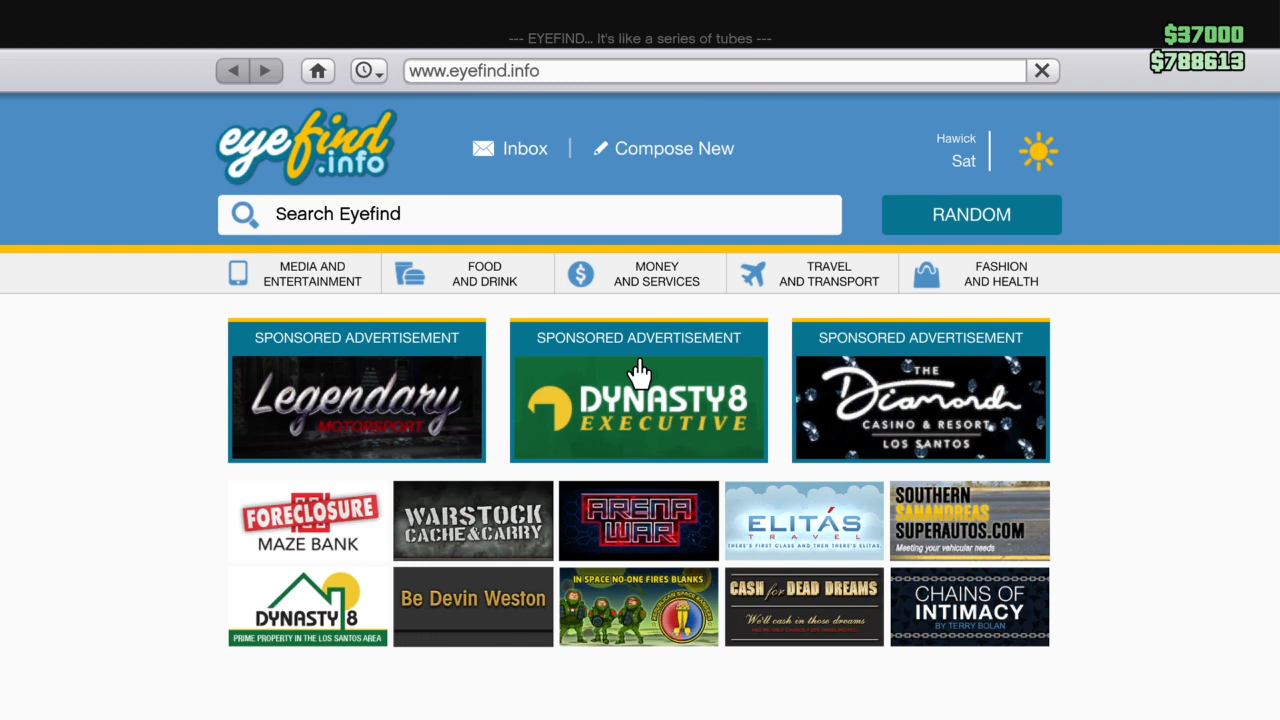 --- EYEFIND... It's like a series of tubes ---
$37000
$788613
www.eyefind.info
eyefind
.info
Inbox
Compose New
Hawick
Sat
Search Eyefind
RANDOM
MEDIA AND
ENTERTAINMENT
FOOD
AND DRINK
MONEY
AND SERVICES
TRAVEL
AND TRANSPORT
FASHION
AND HEALTH
SPONSORED ADVERTISEMENT
Legendary
MOTORSPORT
SPONSORED ADVERTISEMENT
DYNASTY8
EXECUTIVE
SPONSORED ADVERTISEMENT
THE
Diamond
CASINO & RESORT
LOS SANTOS
FORECLOSURE
MAZE BANK
WARSTOCK
CACHE&CARRY
ARENA
WAR
ELITÁS
TRAVEL
THERE'S FIRST CLASS AND THEN THERE'S ELITAS.
SOUTHERN
SANANDREAS
SUPERAUTOS.COM
Meeting your vehicular needs
DYNASTY 8
PRIME PROPERTY IN THE LOS SANTOS AREA
Be Devin Weston
IN SPACE NO-ONE FIRES BLANKS
CASH for DEAD DREAMS
We'll cash in those dreams
CHAINS OF
INTIMACY
BY TERRY BOLAN